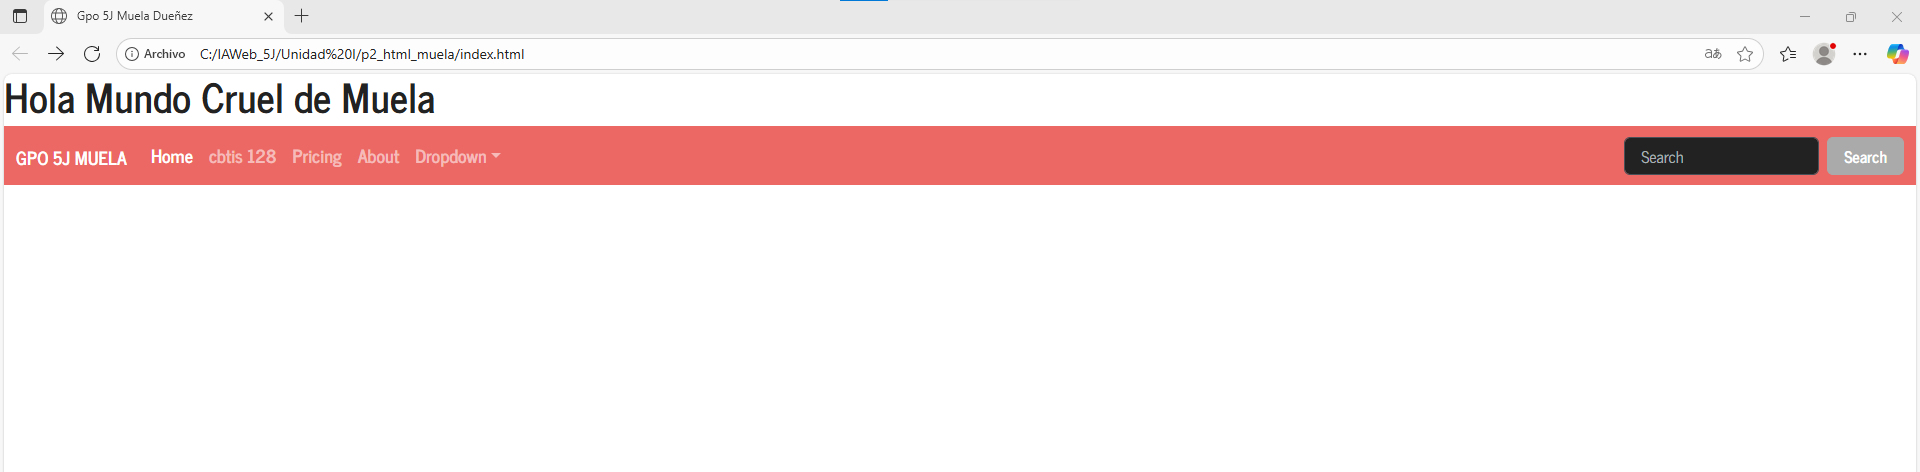 Gpo 5J Muela Dueñez
Archivo C:/IAWeb_5J/Unidad%20I/p2_html_muela/index.html
Hola Mundo Cruel de Muela
GPO 5J MUELA Home cbtis 128 Pricing About Dropdown Search Search